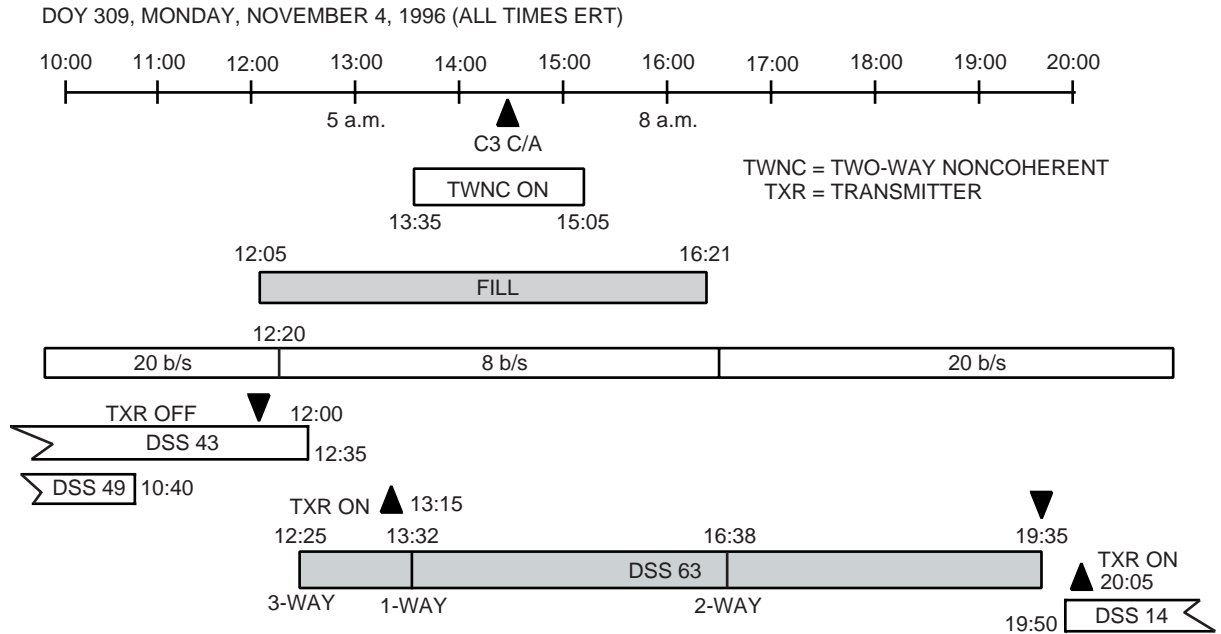 DOY 309, MONDAY, NOVEMBER 4, 1996 (ALL TIMES ERT)
10:00 11:00 12:00 13:00 14:00 15:00 16:00 17:00 18:00 19:00 20:00
5 a.m. 8 a.m.
C3 C/A
TWNC = TWO-WAY NONCOHERENT
TXR = TRANSMITTER
TWNC ON
13:35 15:05
12:05 16:21
FILL
12:20
20 b/s 8 b/s 20 b/s
TXR OFF 12:00
DSS 43
12:35
DSS 49 10:40
TXR ON 13:15
12:25 13:32 16:38 19:35
DSS 63
TXR ON
20:05
3-WAY 1-WAY 2-WAY
19:50 DSS 14